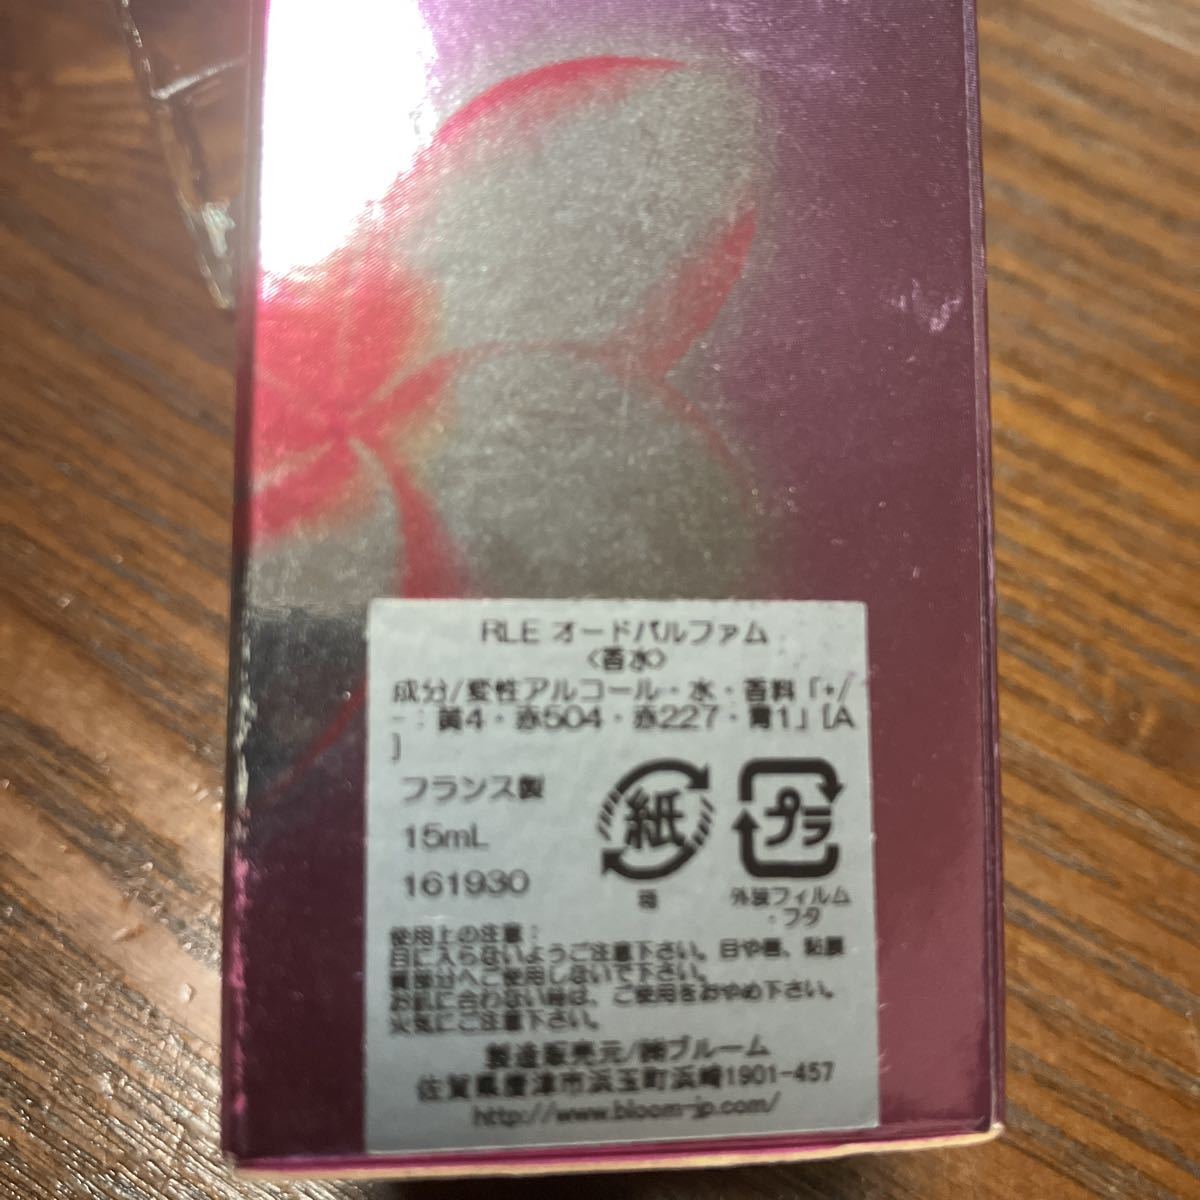 RLE オードパルファム
<香水>
成分/変性アルコール・水・香料「+/
-：黄4・赤504・赤227・青1」[A
]
フランス製
15mL
161930
紙
箱
プラ
外装フィルム
・フタ
使用上の注意：
目に入らないようご注意下さい。目や唇、粘膜
質部分へご使用しないで下さい。
お肌に合わない時は、ご使用をおやめ下さい。
火気にご注意下さい。
製造販売元/㈱ブルーム
佐賀県唐津市浜玉町浜崎1901-457
http://www.bloom-jp.com/